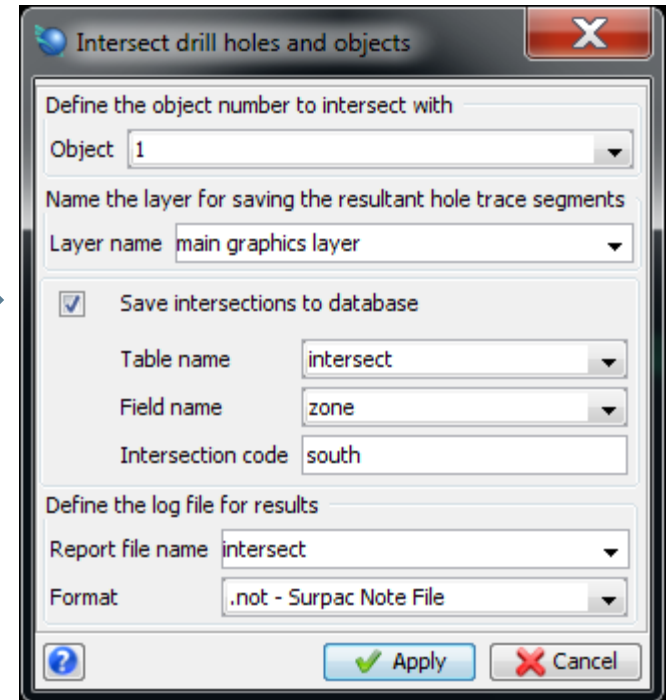 Intersect drill holes and objects
Define the object number to intersect with
Object 1
Name the layer for saving the resultant hole trace segments
Layer name main graphics layer
Save intersections to database
Table name intersect
Field name zone
Intersection code south
Define the log file for results
Report file name intersect
Format .not - Surpac Note File
? Apply Cancel